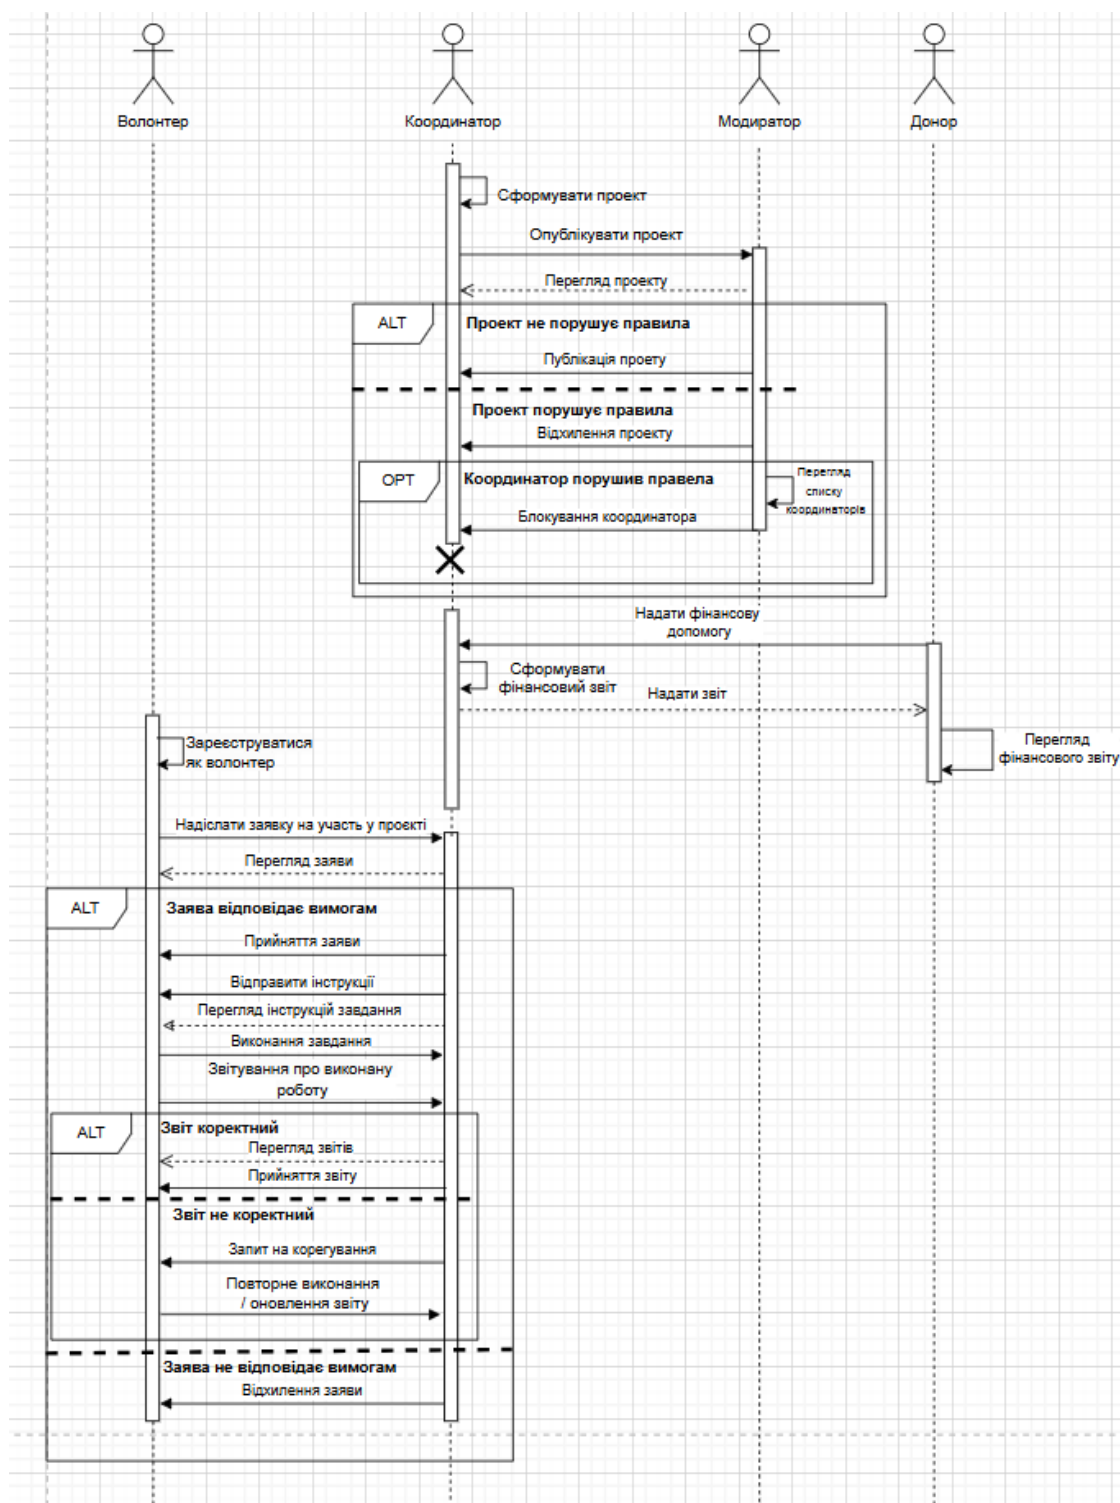 Волонтер
Координатор
Модиратор
Донор
Сформувати проект
Опублікувати проект
Перегляд проекту
ALT
Проект не порушує правила
Публікація проету
Проект порушує правила
Відхилення проекту
OPT
Координатор порушив правела
Перегляд
списку
координаторів
Блокування координатора
Надати фінансову
допомогу
Сформувати
фінансовий звіт
Надати звіт
Зареєструватися
як волонтер
Перегляд
фінансового звіту
Надіслати заявку на участь у проєкті
Перегляд заяви
ALT
Заява відповідає вимогам
Прийняття заяви
Відправити інструкції
Перегляд інструкцій завдання
Виконання завдання
Звітування про виконану
роботу
ALT
Звіт коректний
Перегляд звітів
Прийняття звіту
Звіт не коректний
Запит на корегування
Повторне виконання
/ оновлення звіту
Заява не відповідає вимогам
Відхилення заяви